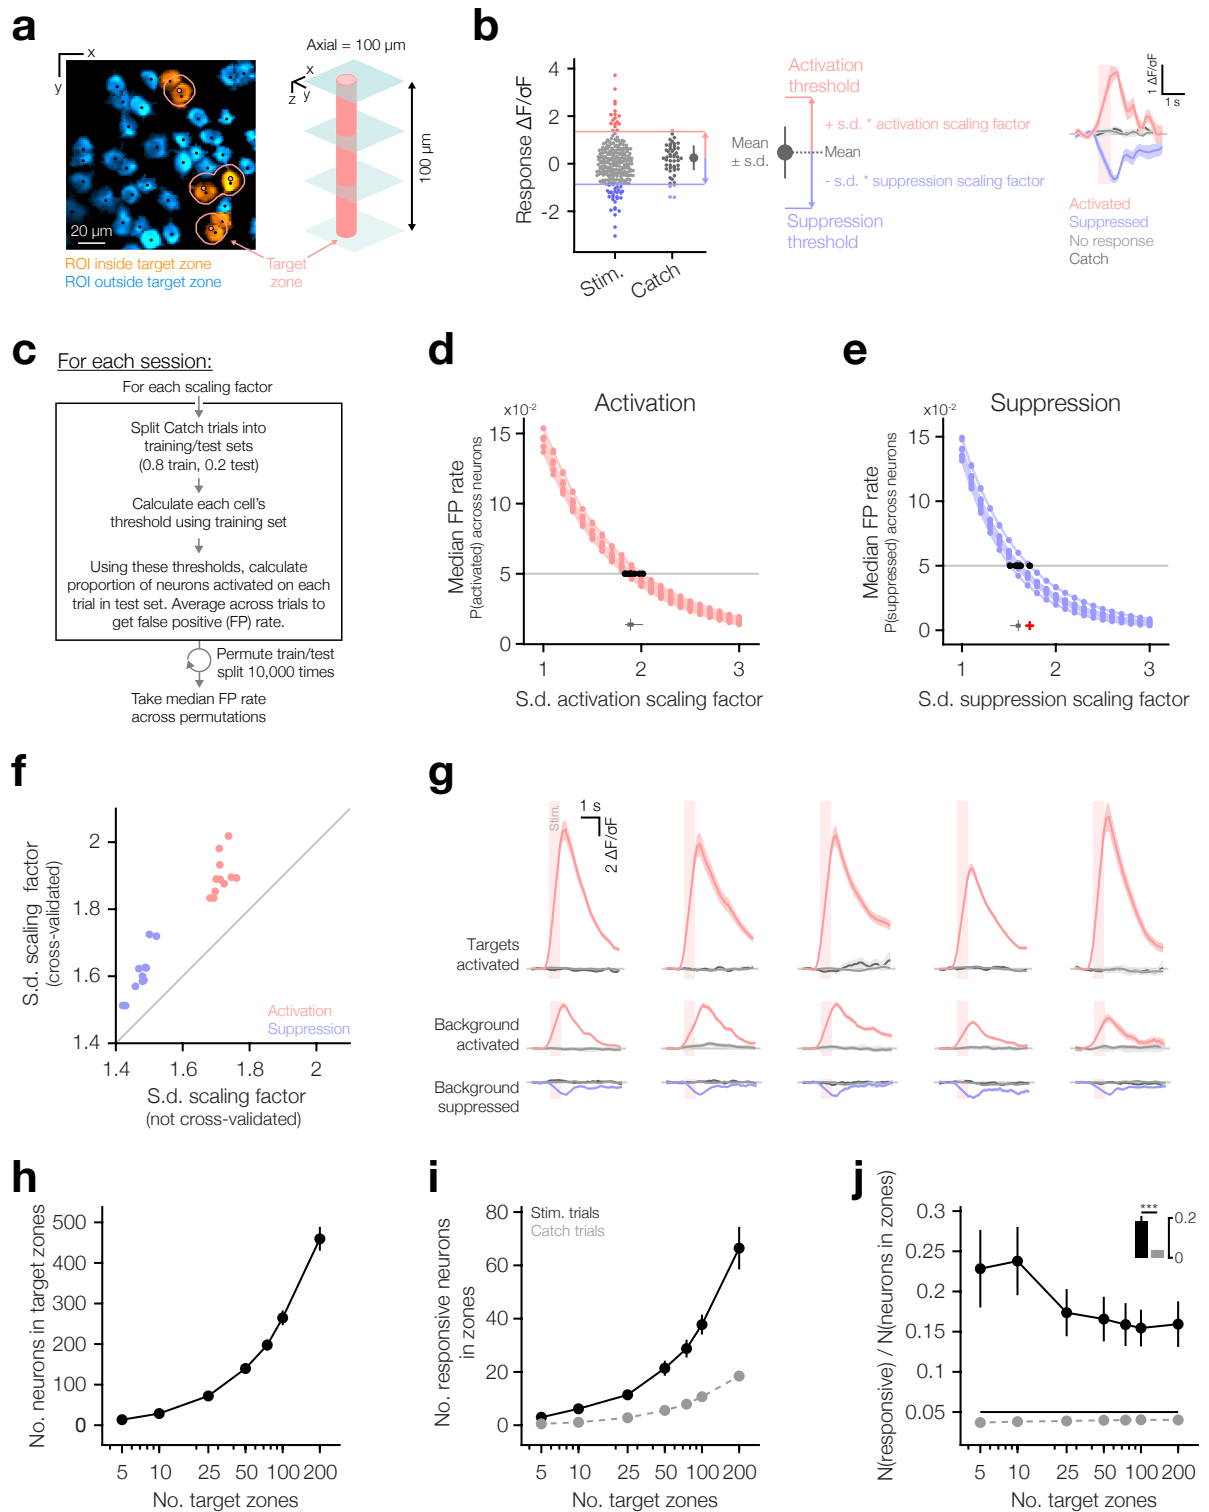 a
x
y
20 µm
ROI inside target zone
ROI outside target zone
Axial = 100 µm
x
y
z
100 µm
Target
zone
b
Response ΔF/σF
4
2
0
-2
Stim.
Catch
Mean
± s.d.
Activation
threshold
+ s.d. * activation scaling factor
Mean
- s.d. * suppression scaling factor
Suppression
threshold
1 ΔF/σF
1 s
Activated
Suppressed
No response
Catch
c
For each session:
For each scaling factor
Split Catch trials into
training/test sets
(0.8 train, 0.2 test)
Calculate each cell's
threshold using training set
Using these thresholds, calculate
proportion of neurons activated on each
trial in test set. Average across trials to
get false positive (FP) rate.
Permute train/test
split 10,000 times
Take median FP rate
across permutations
d
Activation
x10-2
15
10
5
0
Median FP rate
P(activated) across neurons
1
2
3
S.d. activation scaling factor
e
Suppression
x10-2
15
10
5
0
Median FP rate
P(suppressed) across neurons
1
2
3
S.d. suppression scaling factor
f
S.d. scaling factor
(cross-validated)
2
1.8
1.6
1.4
Activation
Suppression
1.4
1.6
1.8
2
S.d. scaling factor
(not cross-validated)
g
Stim.
1 s
2 ΔF/σF
Targets
activated
Background
activated
Background
suppressed
h
No. neurons in target zones
500
400
300
200
100
0
5
10
25
50
100
200
No. target zones
i
No. responsive neurons
in zones
Stim. trials
Catch trials
80
60
40
20
0
5
10
25
50
100
200
No. target zones
j
N(responsive) / N(neurons in zones)
0.3
0.25
0.2
0.15
0.1
0.05
***
0.2
0
5
10
25
50
100
200
No. target zones